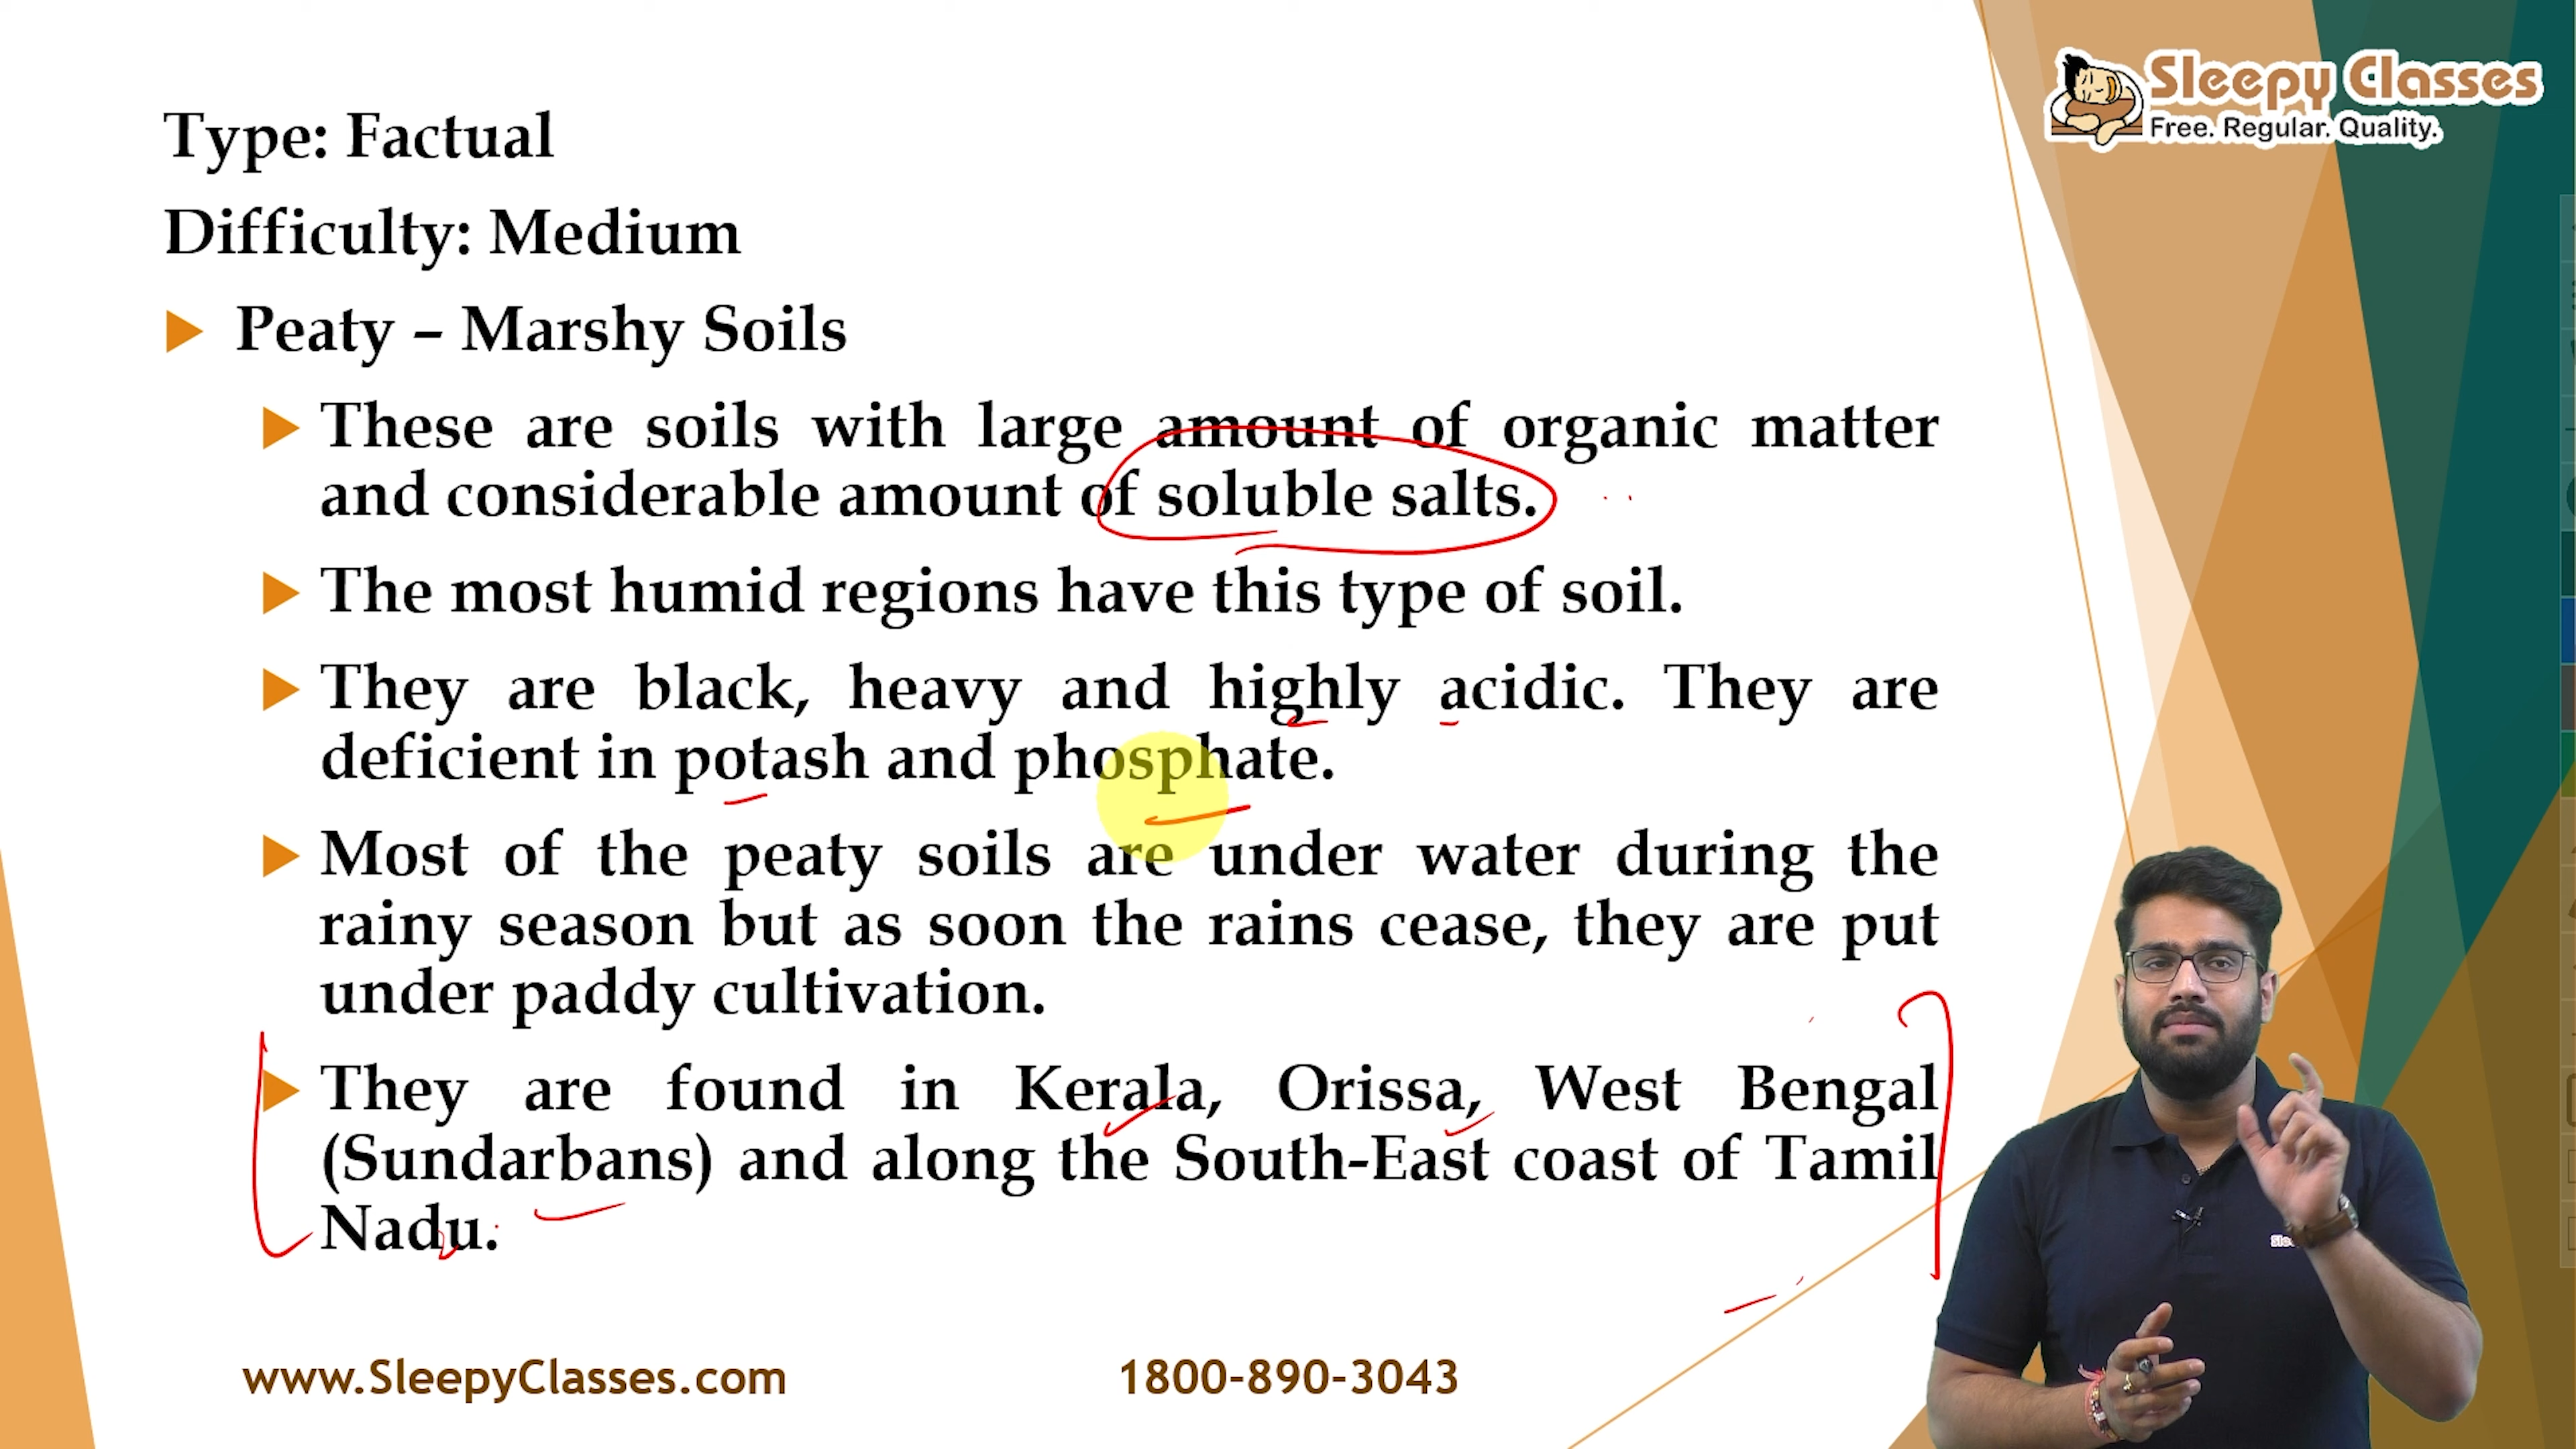 Sleepy Classes
Free. Regular. Quality.
Type: Factual
Difficulty: Medium
Peaty – Marshy Soils
These are soils with large amount of organic matter
and considerable amount of soluble salts.
The most humid regions have this type of soil.
They are black, heavy and highly acidic. They are
deficient in potash and phosphate.
Most of the peaty soils are under water during the
rainy season but as soon the rains cease, they are put
under paddy cultivation.
They are found in Kerala, Orissa, West Bengal
(Sundarbans) and along the South-East coast of Tamil
Nadu.
www.SleepyClasses.com
1800-890-3043